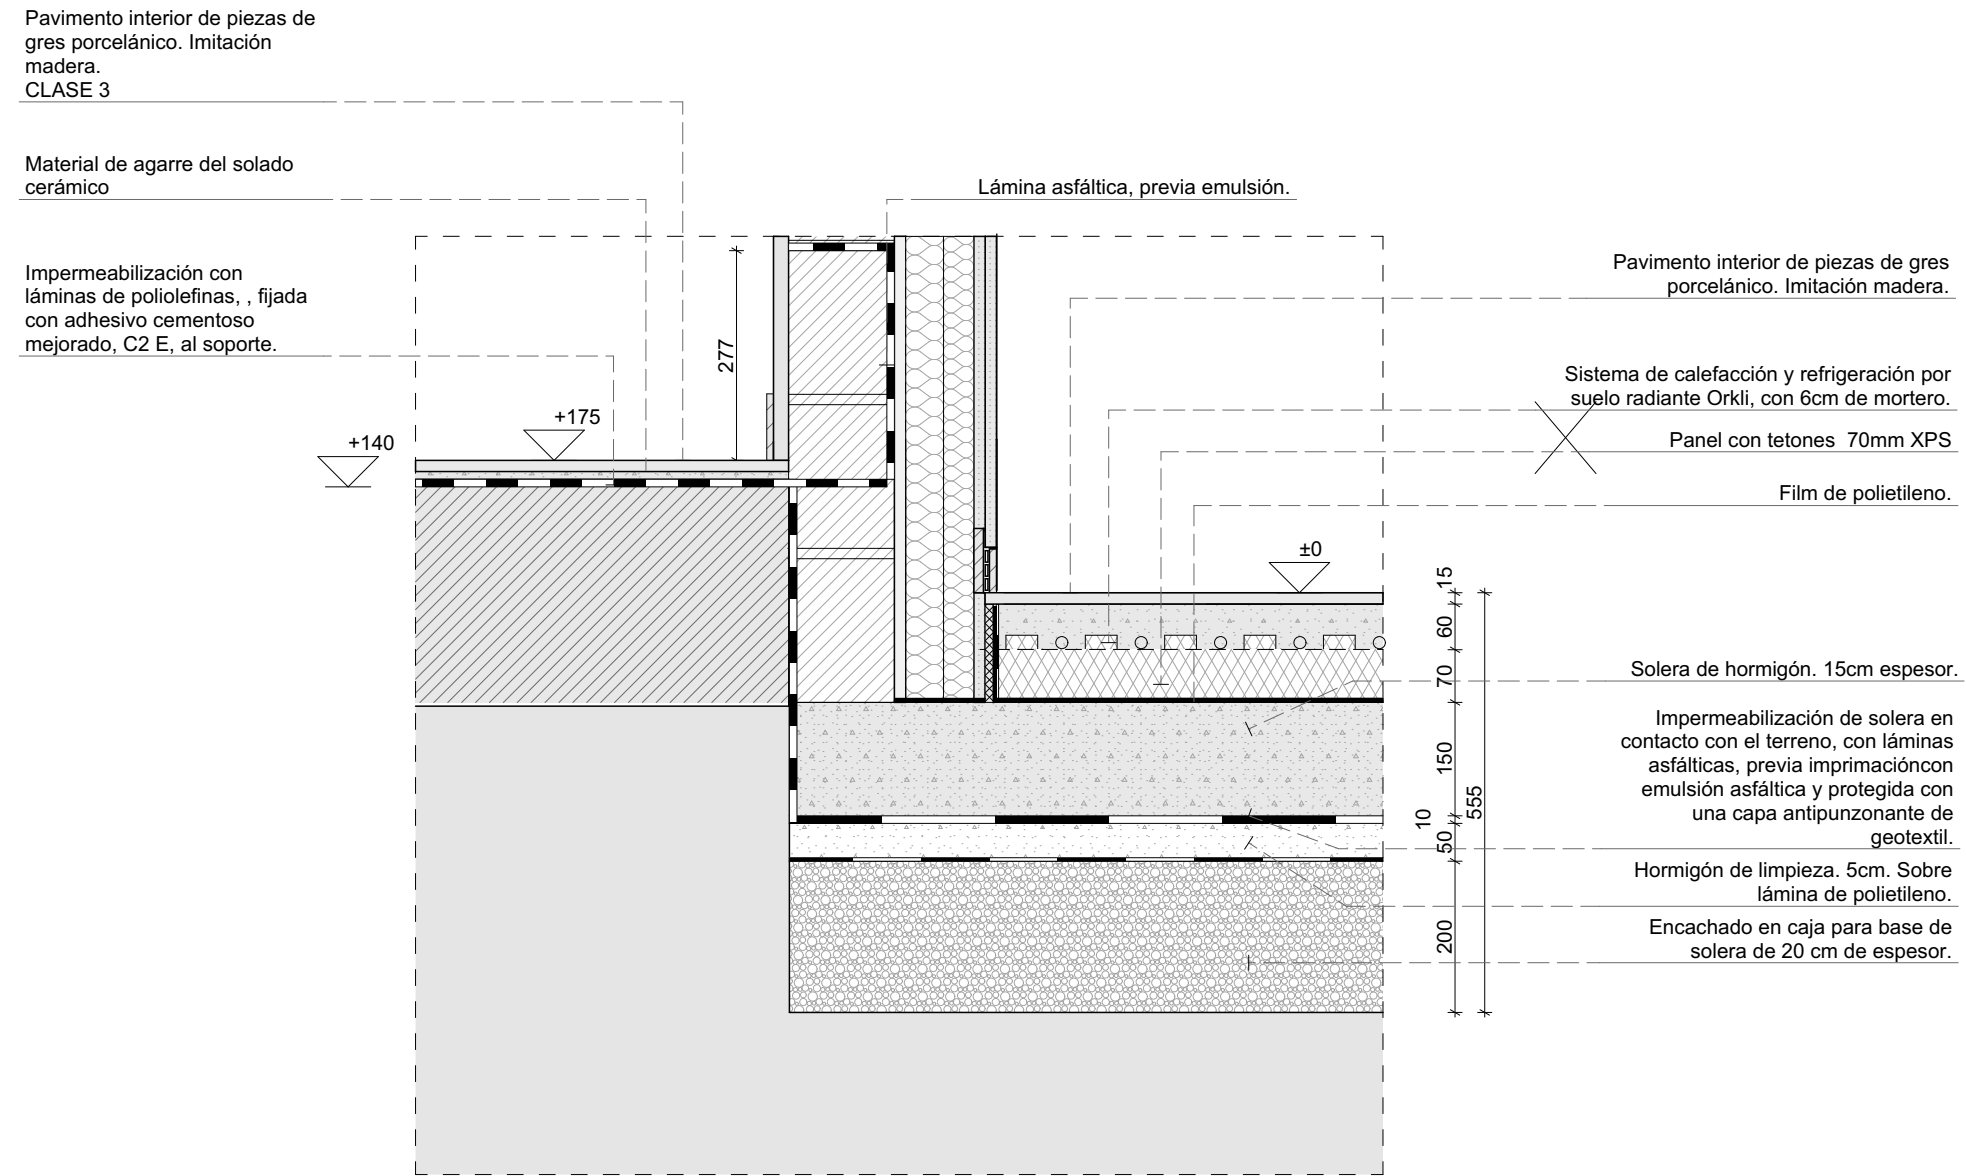 Pavimento interior de piezas de
gres porcelánico. Imitación
madera.
CLASE 3
Material de agarre del solado
cerámico
Impermeabilización con
láminas de poliolefinas, , fijada
con adhesivo cementoso
mejorado, C2 E, al soporte.
Lámina asfáltica, previa emulsión.
277
+175
+140
±0
Pavimento interior de piezas de gres
porcelánico. Imitación madera.
Sistema de calefacción y refrigeración por
suelo radiante Orkli, con 6cm de mortero.
Panel con tetones  70mm XPS
Film de polietileno.
15
60
70
150
10
50
200
555
Solera de hormigón. 15cm espesor.
Impermeabilización de solera en
contacto con el terreno, con láminas
asfálticas, previa imprimacióncon
emulsión asfáltica y protegida con
una capa antipunzonante de
geotextil.
Hormigón de limpieza. 5cm. Sobre
lámina de polietileno.
Encachado en caja para base de
solera de 20 cm de espesor.